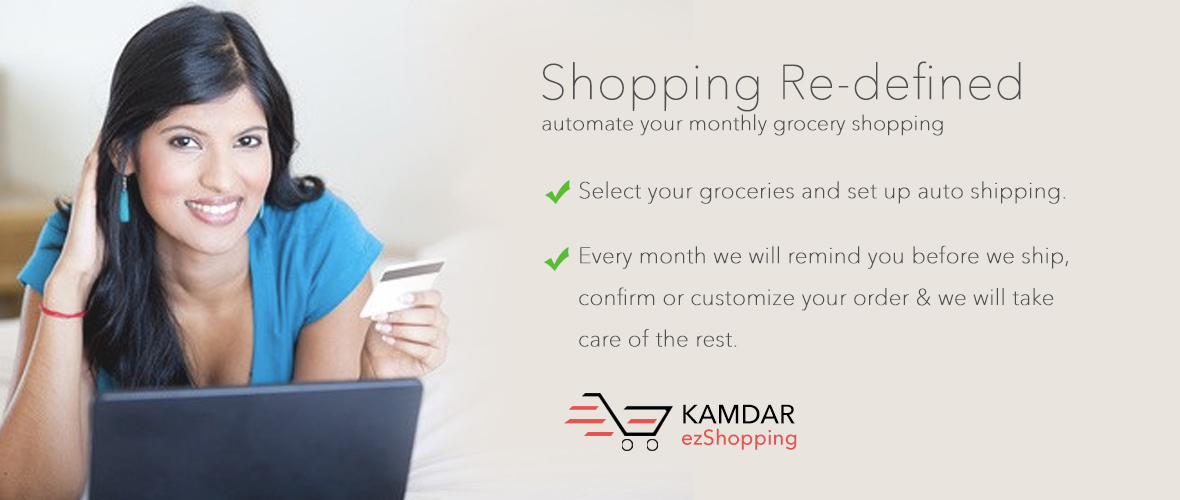 Shopping Re-defined
automate your monthly grocery shopping
Select your groceries and set up auto shipping.
Every month we will remind you before we ship,
confirm or customize your order & we will take
care of the rest.
KAMDAR
ezShopping